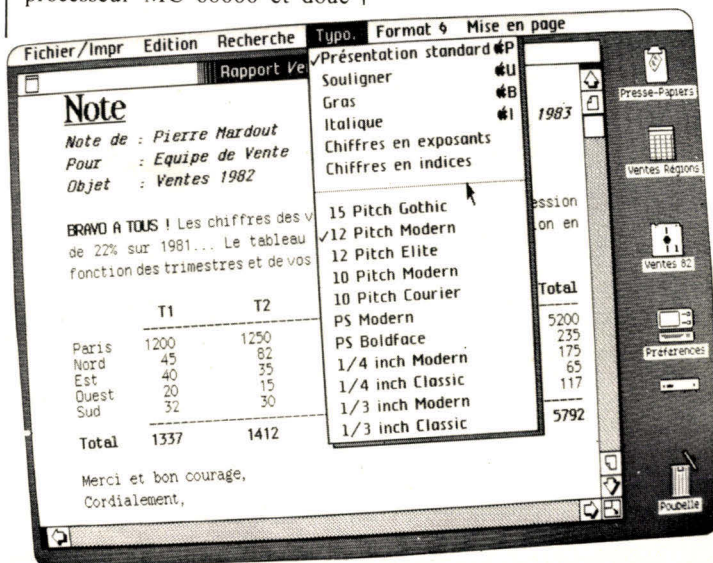 processeur MC 68000 et donc
Fichier/Impr Edition Recherche Typo. Format Mise en page
Rapport Ve
Note
Note de : Pierre Mardout
Pour : Equipe de Vente
Objet : Ventes 1982
1983
BRAVO A TOUS ! Les chiffres des v
ession
de 22% sur 1981... Le tableau
on en
fonction des trimestres et de vos
T1 T2 Total
Paris 1200 1250 5200
Nord 45 82 235
Est 40 35 175
Ouest 20 15 65
Sud 32 30 117
Total 1337 1412 5792
Merci et bon courage,
Cordialement,
✓Présentation standard P
Souligner U
Gras B
Italique I
Chiffres en exposants
Chiffres en indices
15 Pitch Gothic
✓12 Pitch Modern
12 Pitch Elite
10 Pitch Modern
10 Pitch Courier
PS Modern
PS Boldface
1/4 inch Modern
1/4 inch Classic
1/3 inch Modern
1/3 inch Classic
Presse-Papiers
Ventes Régions
Ventes 82
Préférences
Poubelle